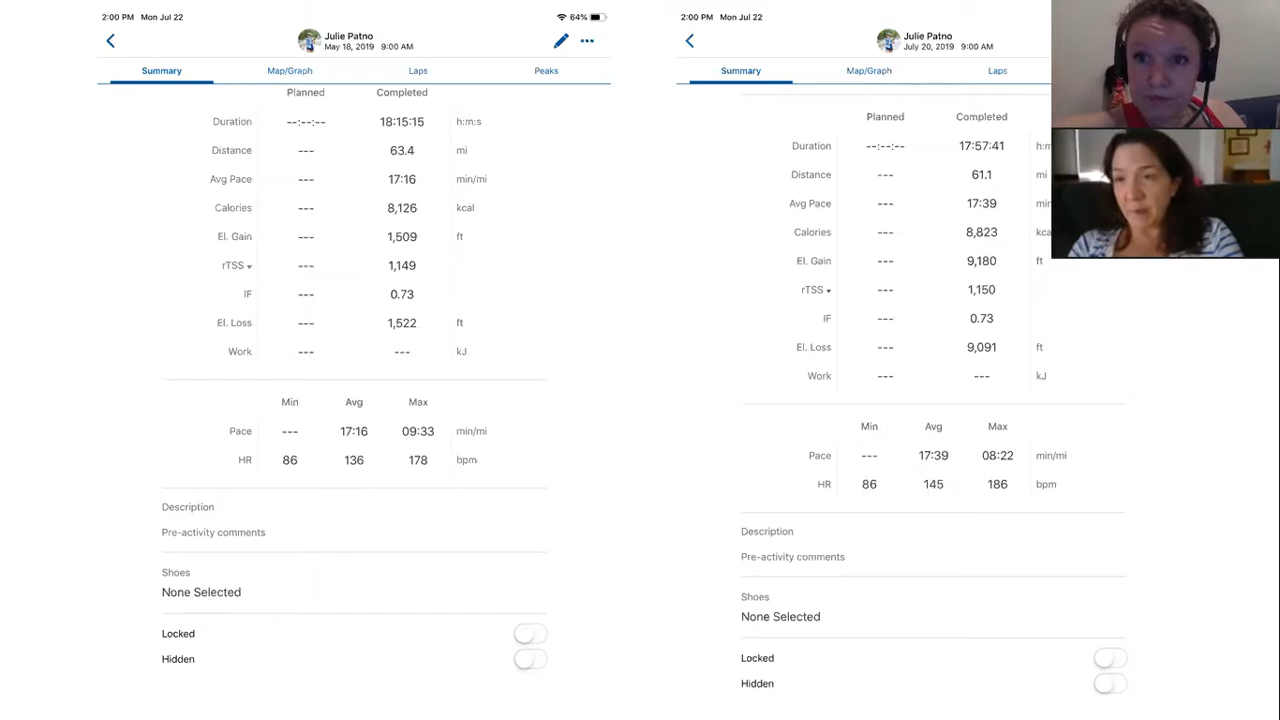 2:00 PM Mon Jul 22 64%
Julie Patno
May 18, 2019 9:00 AM
Summary Map/Graph Laps Peaks
Planned Completed
Duration --:--:-- 18:15:15 h:m:s
Distance --- 63.4 mi
Avg Pace --- 17:16 min/mi
Calories --- 8,126 kcal
El. Gain --- 1,509 ft
rTSS --- 1,149
IF --- 0.73
El. Loss --- 1,522 ft
Work --- --- kJ
Min Avg Max
Pace --- 17:16 09:33 min/mi
HR 86 136 178 bpm
Description
Pre-activity comments
Shoes
None Selected
Locked
Hidden
2:00 PM Mon Jul 22
Julie Patno
July 20, 2019 9:00 AM
Summary Map/Graph Laps
Planned Completed
Duration --:--:-- 17:57:41 h:m
Distance --- 61.1 mi
Avg Pace --- 17:39 min
Calories --- 8,823 kca
El. Gain --- 9,180 ft
rTSS --- 1,150
IF --- 0.73
El. Loss --- 9,091 ft
Work --- --- kJ
Min Avg Max
Pace --- 17:39 08:22 min/mi
HR 86 145 186 bpm
Description
Pre-activity comments
Shoes
None Selected
Locked
Hidden